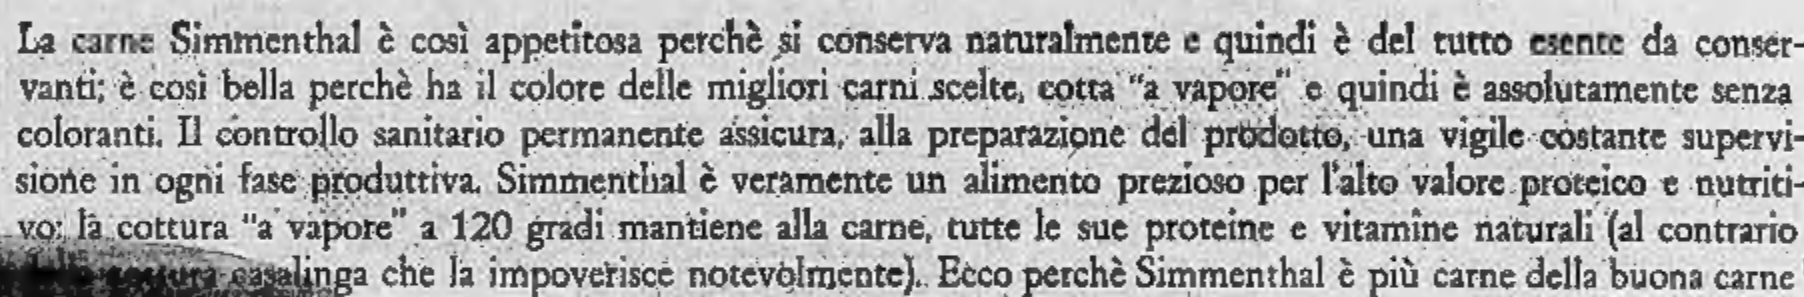 La carne Simmenthal è così appetitosa perchè si conserva naturalmente e quindi è del tutto esente da conser-
vanti; è così bella perchè ha il colore delle migliori carni scelte, cotta "a vapore" e quindi è assolutamente senza
coloranti. Il controllo sanitario permanente assicura, alla preparazione del prodotto, una vigile costante supervi-
sione in ogni fase produttiva. Simmenthal è veramente un alimento prezioso per l'alto valore proteico e nutriti-
vo: la cottura "a vapore" a 120 gradi mantiene alla carne, tutte le sue proteine e vitamine naturali (al contrario
della cottura casalinga che la impoverisce notevolmente). Ecco perchè Simmenthal è più carne della buona carne